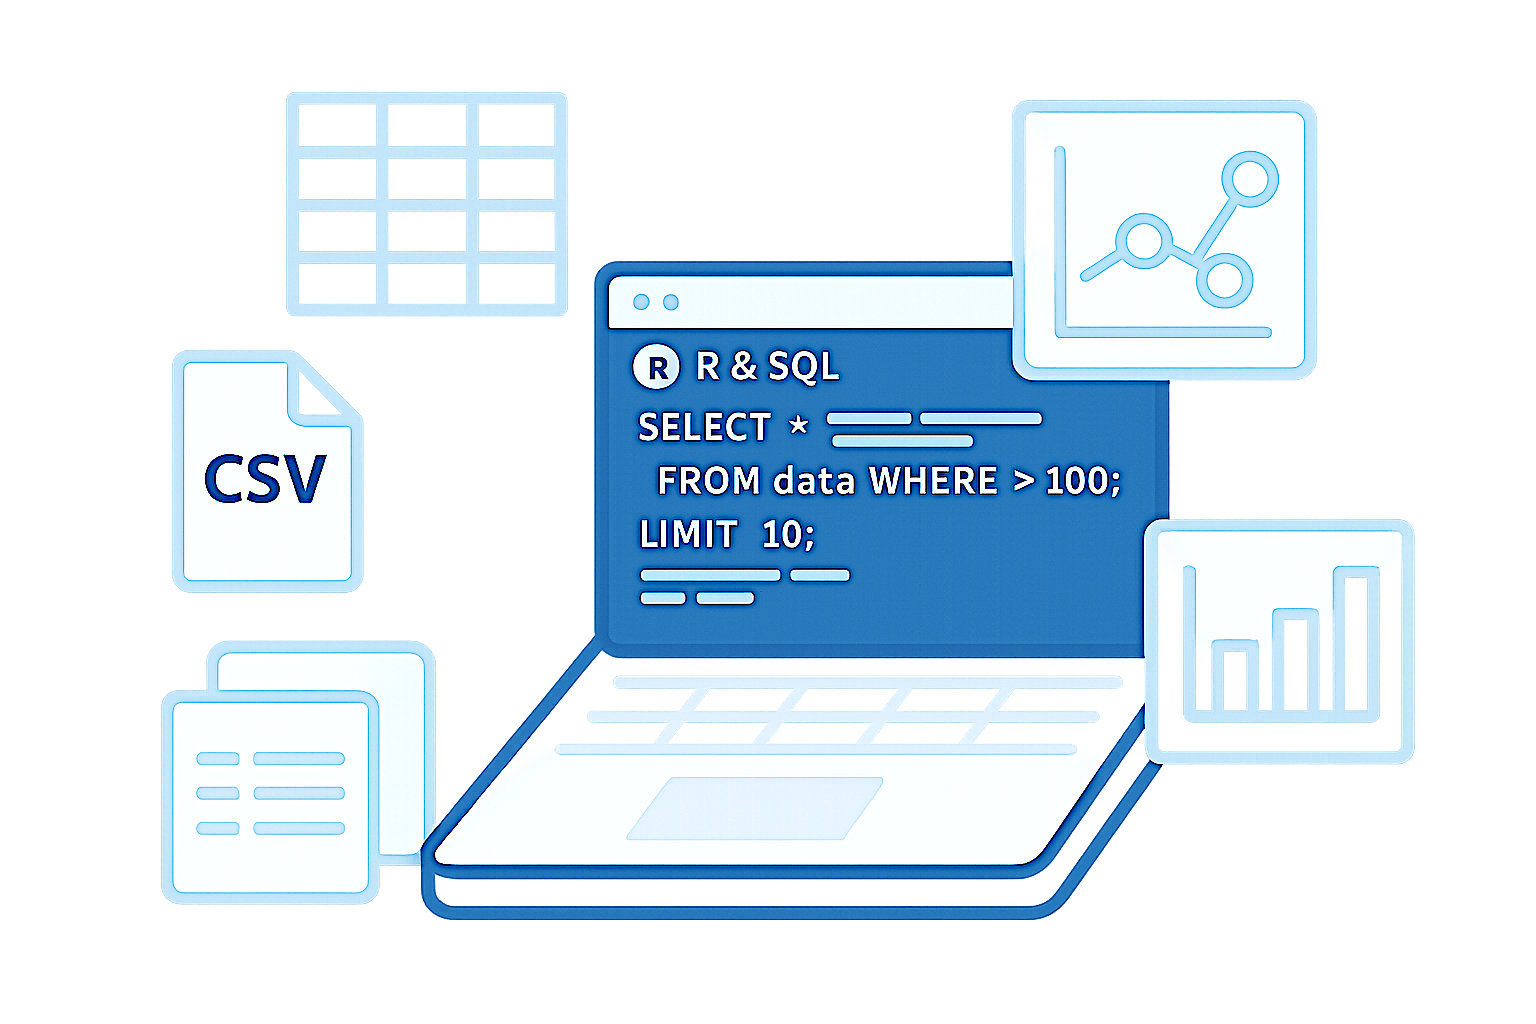 R R & SQL
SELECT *
FROM data WHERE > 100;
LIMIT 10;
CSV